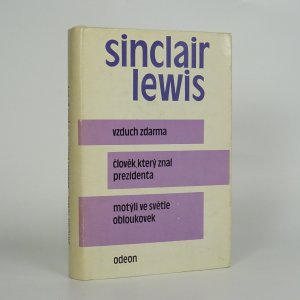 sinclair
lewis
vzduch zdarma
člověk, který znal
prezidenta
motýli ve světle
obloukovek
odeon